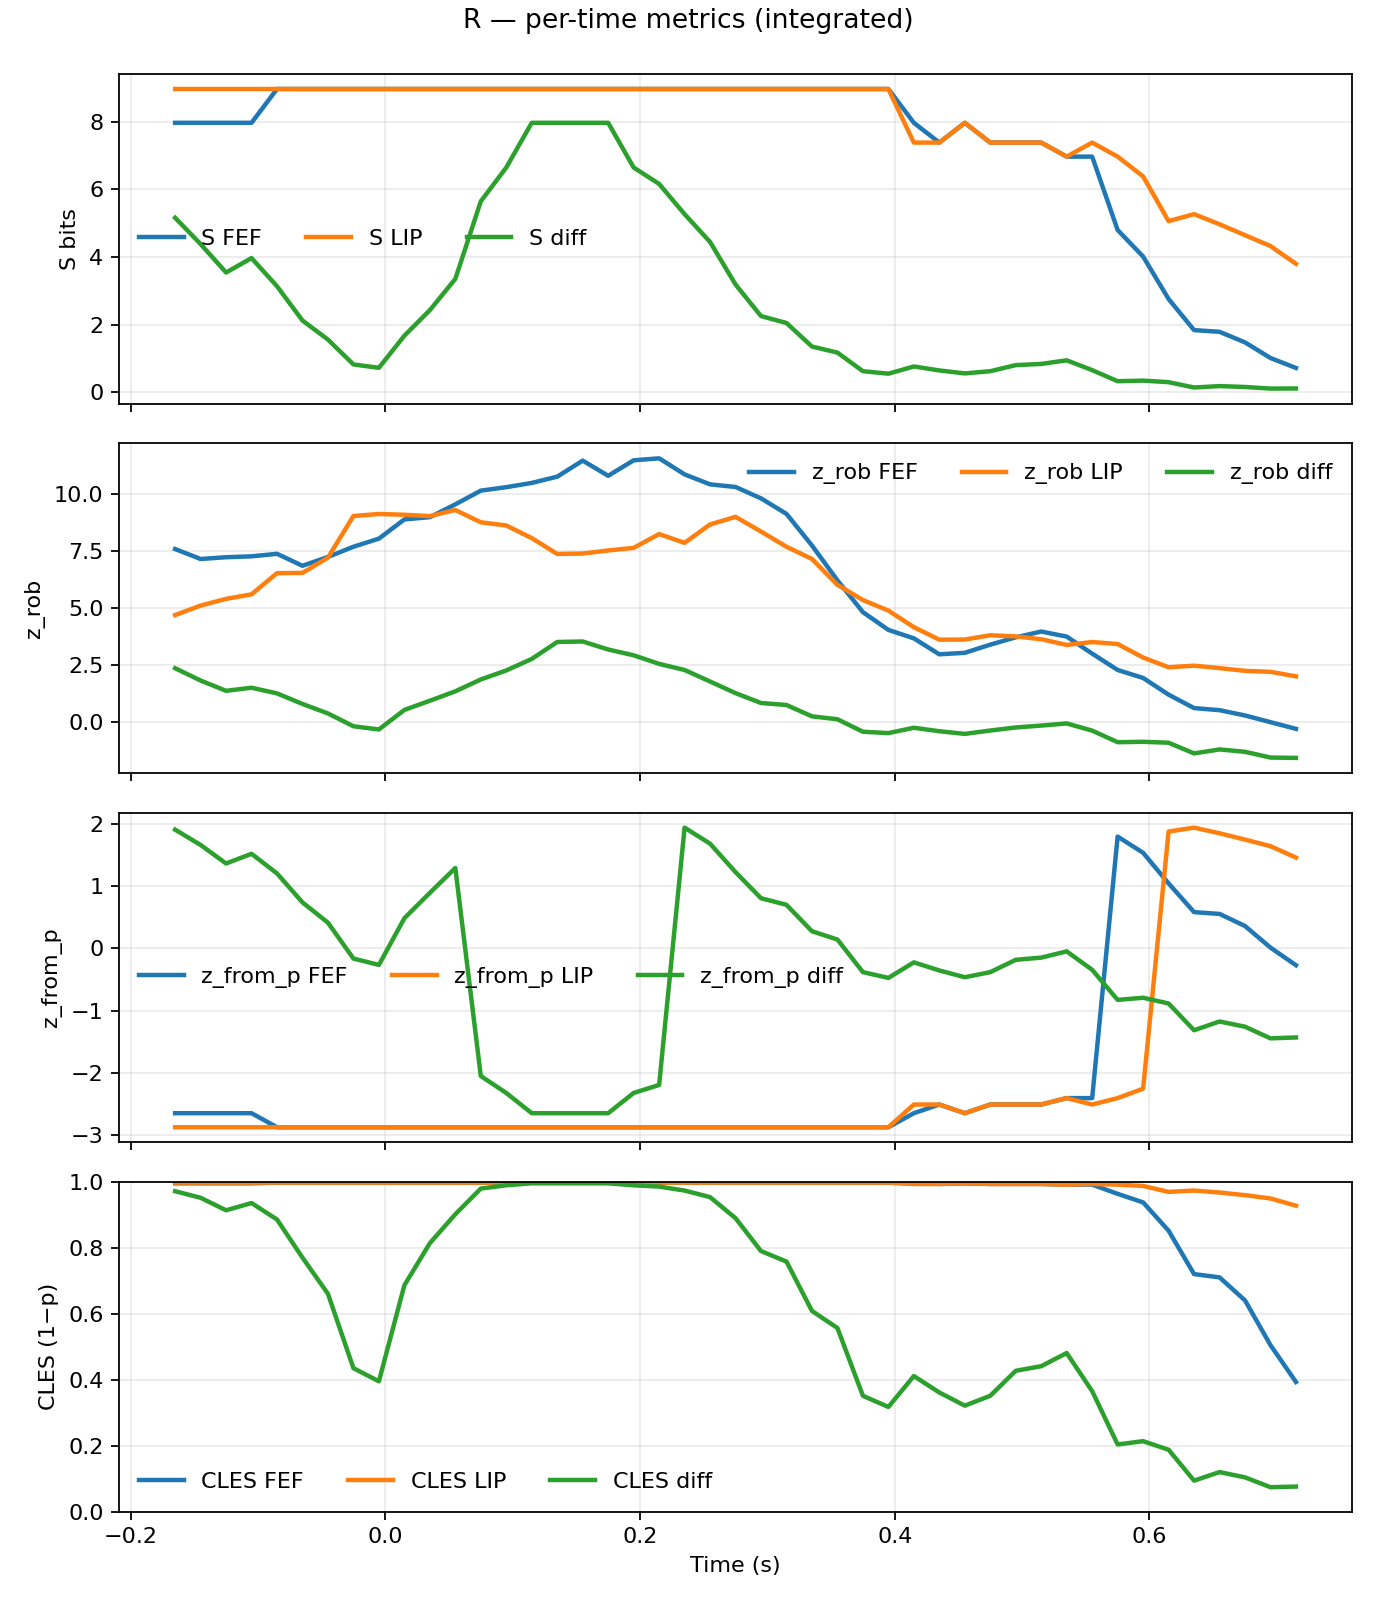 R — per-time metrics (integrated)
S bits
8
6
4
2
0
S FEF S LIP S diff
z_rob
10.0
7.5
5.0
2.5
0.0
z_rob FEF z_rob LIP z_rob diff
z_from_p
2
1
0
−1
−2
−3
z_from_p FEF z_from_p LIP z_from_p diff
CLES (1−p)
1.0
0.8
0.6
0.4
0.2
0.0
CLES FEF CLES LIP CLES diff
−0.2 0.0 0.2 0.4 0.6
Time (s)